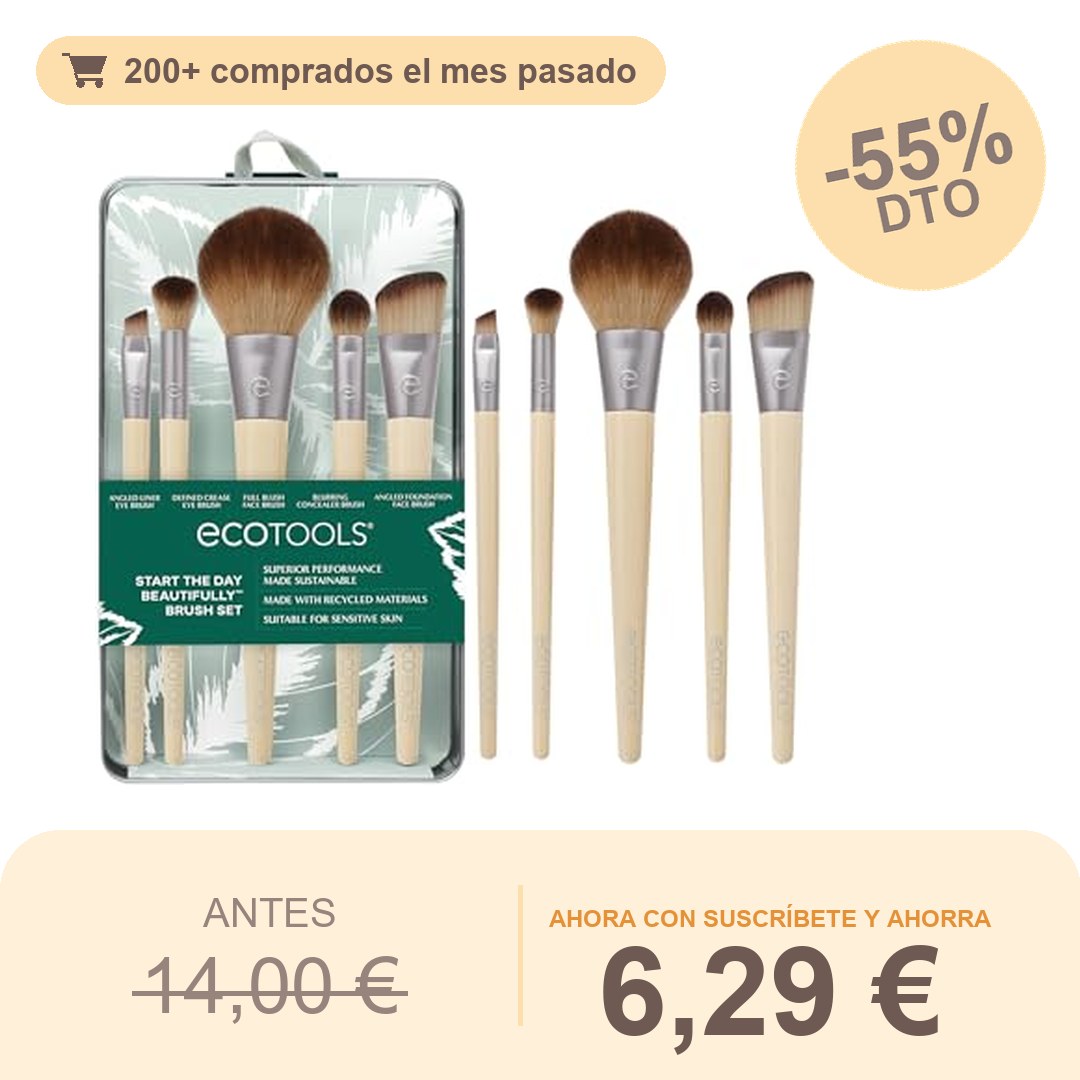 200+ comprados el mes pasado
-55%
DTO
ANGLED LINER
EYE BRUSH
DEFINED CREASE
EYE BRUSH
FULL BLUSH
FACE BRUSH
BLURRING
CONCEALER BRUSH
ANGLED FOUNDATION
FACE BRUSH
ecoTOOLS®
START THE DAY
BEAUTIFULLY™
BRUSH SET
SUPERIOR PERFORMANCE
MADE SUSTAINABLE
MADE WITH RECYCLED MATERIALS
SUITABLE FOR SENSITIVE SKIN
ANTES
14,00 €
AHORA CON SUSCRÍBETE Y AHORRA
6,29 €